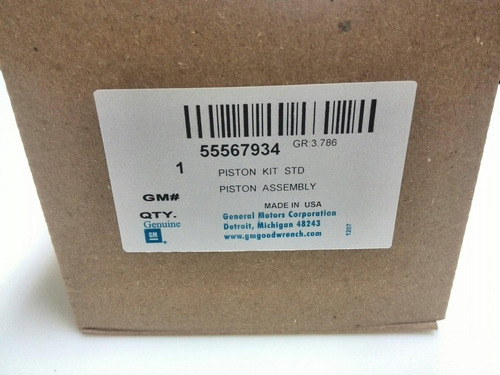 55567934 GR:3.786
1 PISTON KIT STD
GM# PISTON ASSEMBLY
QTY. MADE IN USA
Genuine General Motors Corporation
GM Detroit, Michigan 48243
www.gmgoodwrench.com
1207